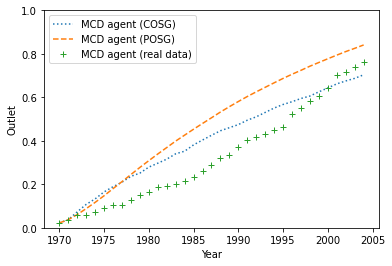 MCD agent (COSG)
MCD agent (POSG)
MCD agent (real data)
Outlet
1.0
0.8
0.6
0.4
0.2
0.0
1970 1975 1980 1985 1990 1995 2000 2005
Year